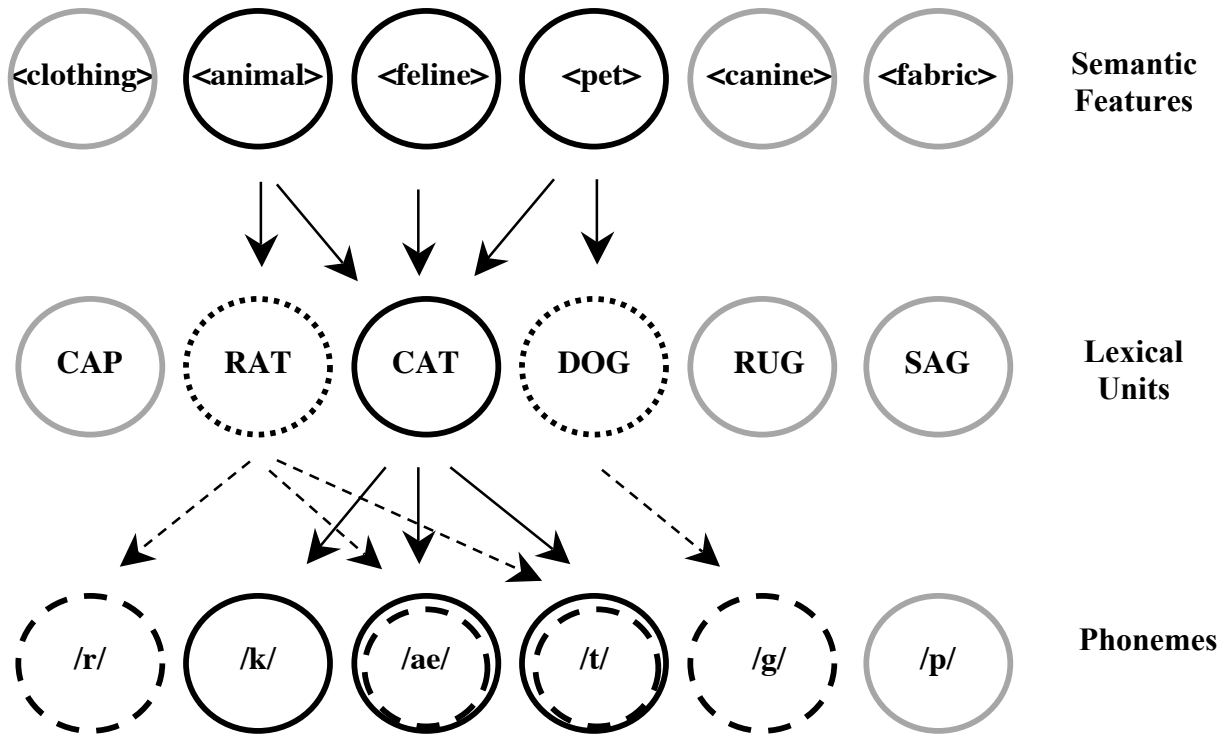 <clothing> <animal> <feline> <pet> <canine> <fabric> Semantic
Features
CAP RAT CAT DOG RUG SAG Lexical
Units
/r/ /k/ /ae/ /t/ /g/ /p/ Phonemes